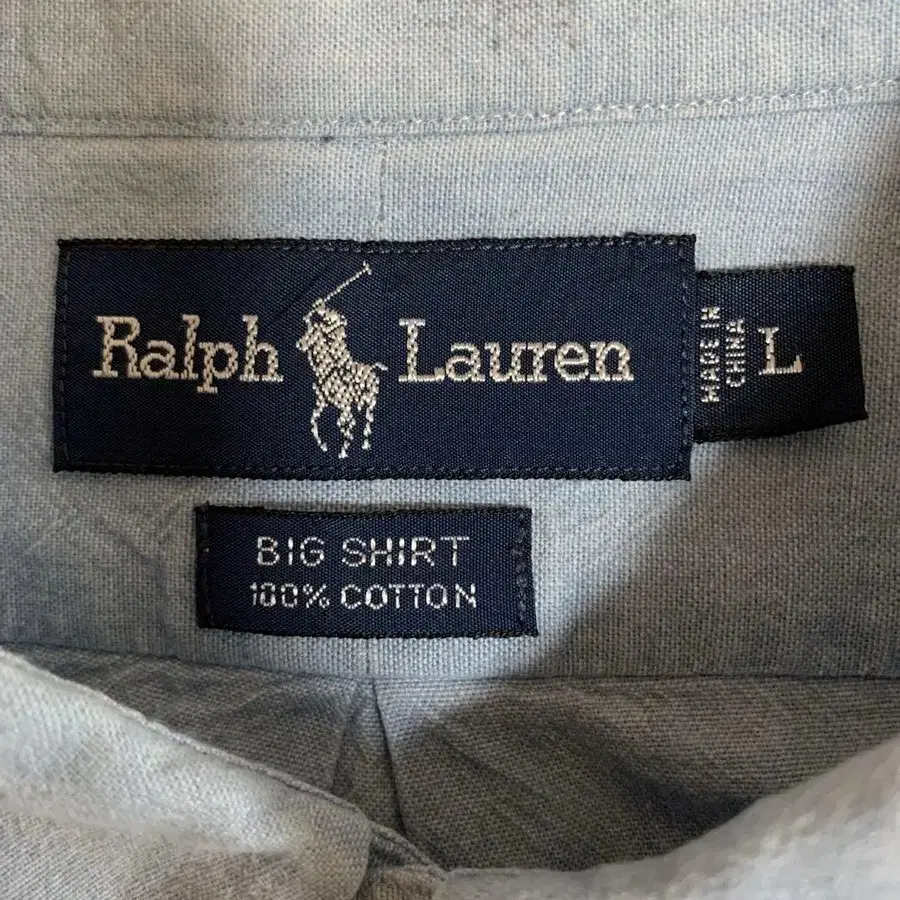 Ralph Lauren
MADE IN
CHINA
L
BIG SHIRT
100% COTTON